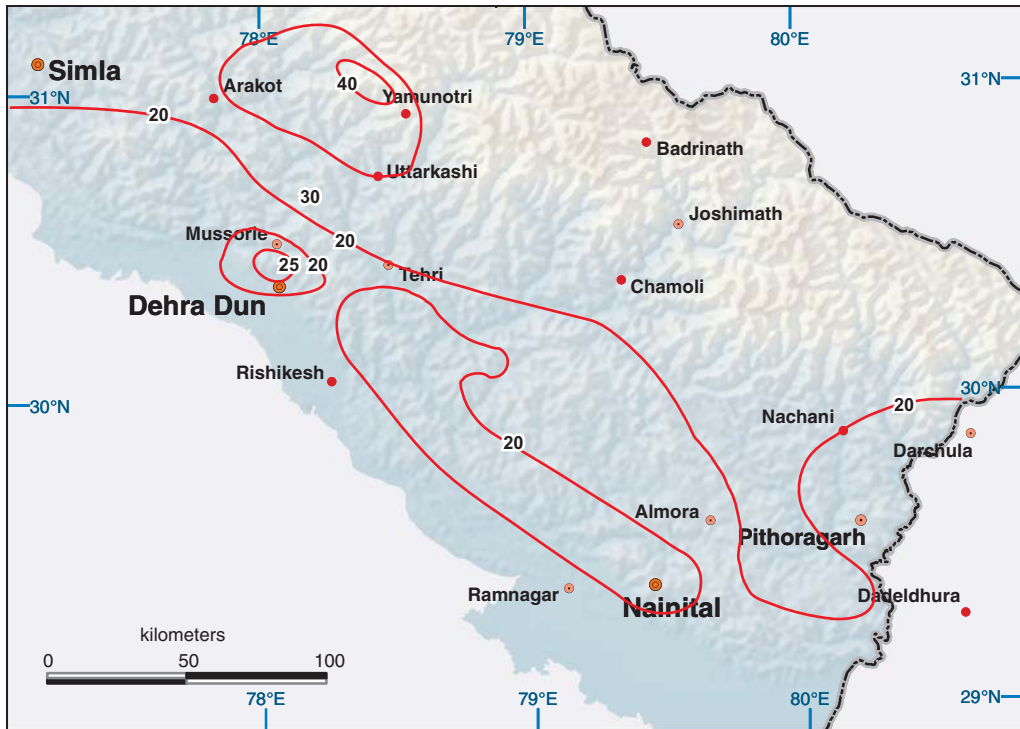 78°E
79°E
80°E
Simla
31°N
31°N
Arakot
40
Yamunotri
20
Badrinath
Uttarkashi
30
Joshimath
Mussorie
20
25
20
Tehri
Chamoli
Dehra Dun
Rishikesh
30°N
30°N
20
Nachani
20
Darchula
Almora
Pithoragarh
Ramnagar
Nainital
Dadeldhura
kilometers
0
50
100
78°E
79°E
80°E
29°N